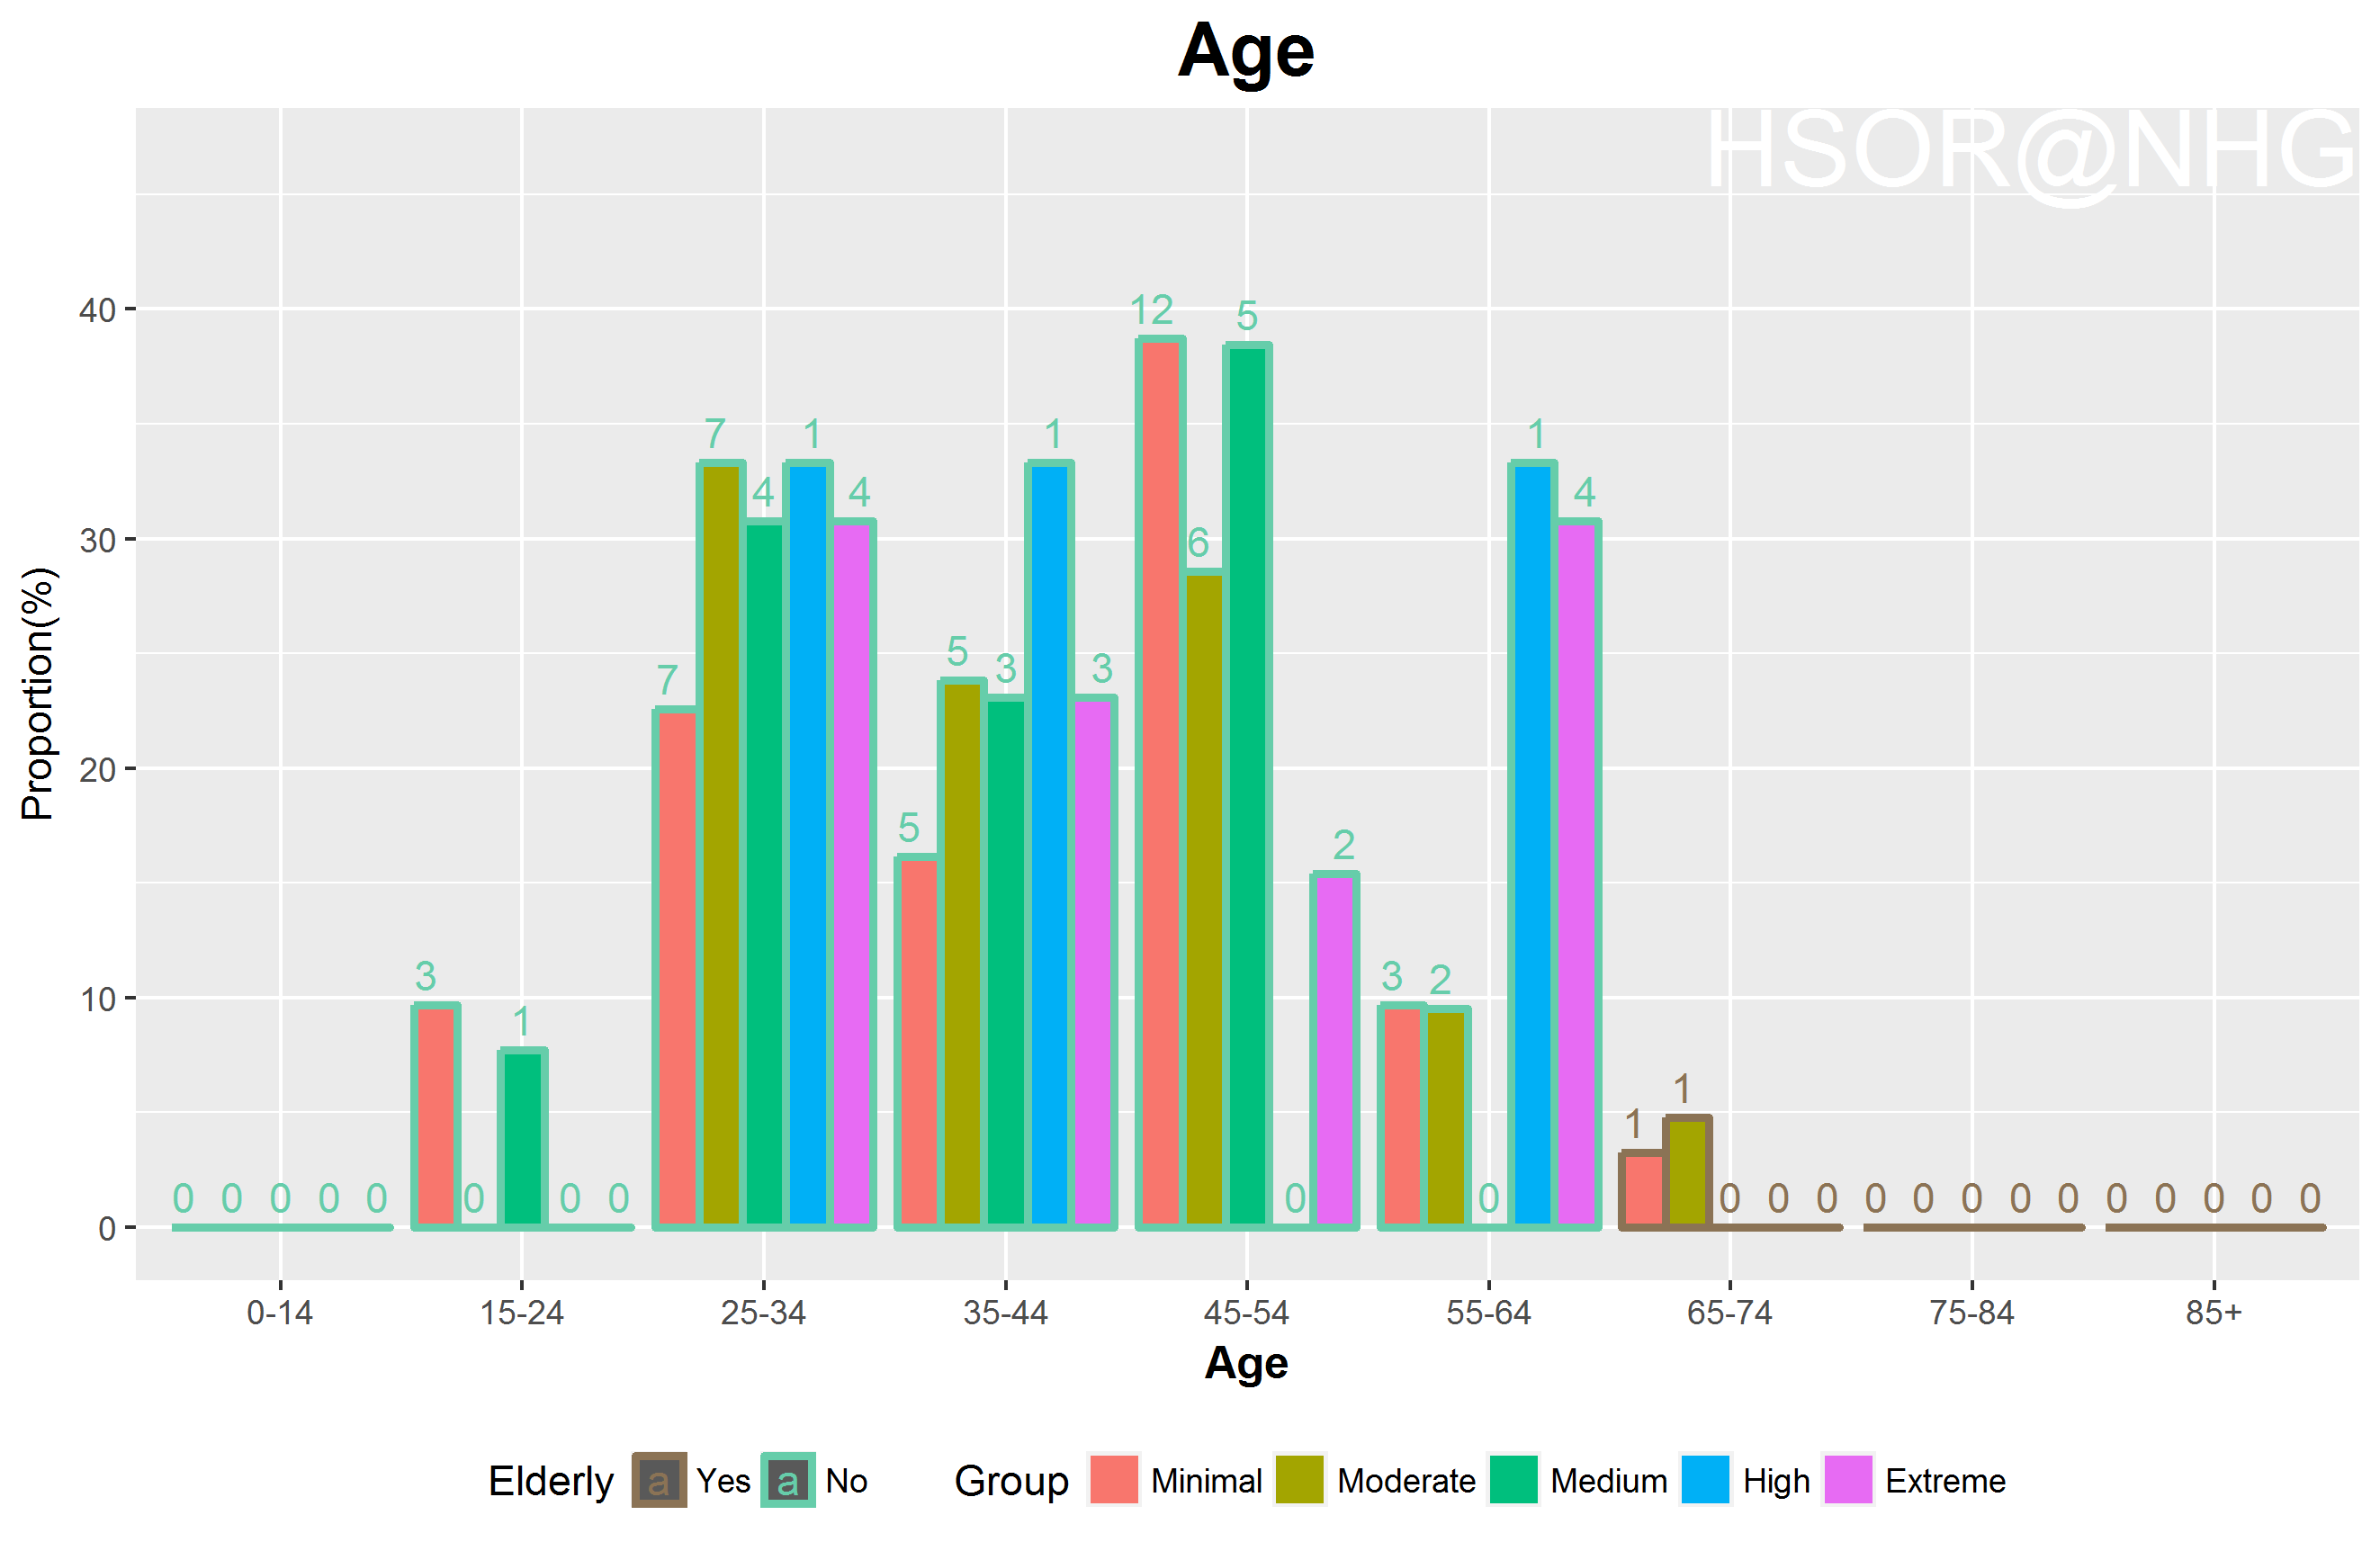 Age
HSOR@NHG
Proportion(%)
40
30
20
10
0
12 5
7 1 1 1
4 4 4
6
5 3 3
7
5 2
3 3 2
1
1
1
0 0 0 0 0 0 0 0 0 0 0 0 0 0 0 0 0 0 0 0 0 0 0
0-14 15-24 25-34 35-44 45-54 55-64 65-74 75-84 85+
Age
Elderly a Yes a No Group Minimal Moderate Medium High Extreme